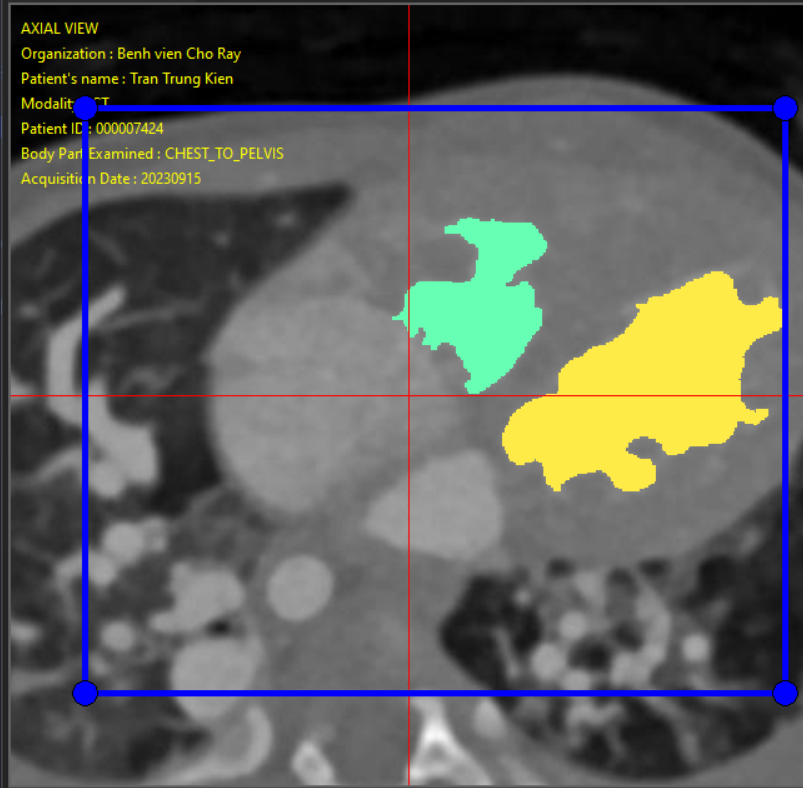 AXIAL VIEW
Organization : Benh vien Cho Ray
Patient's name : Tran Trung Kien
Modality : CT
Patient ID : 000007424
Body Part Examined : CHEST_TO_PELVIS
Acquisition Date : 20230915